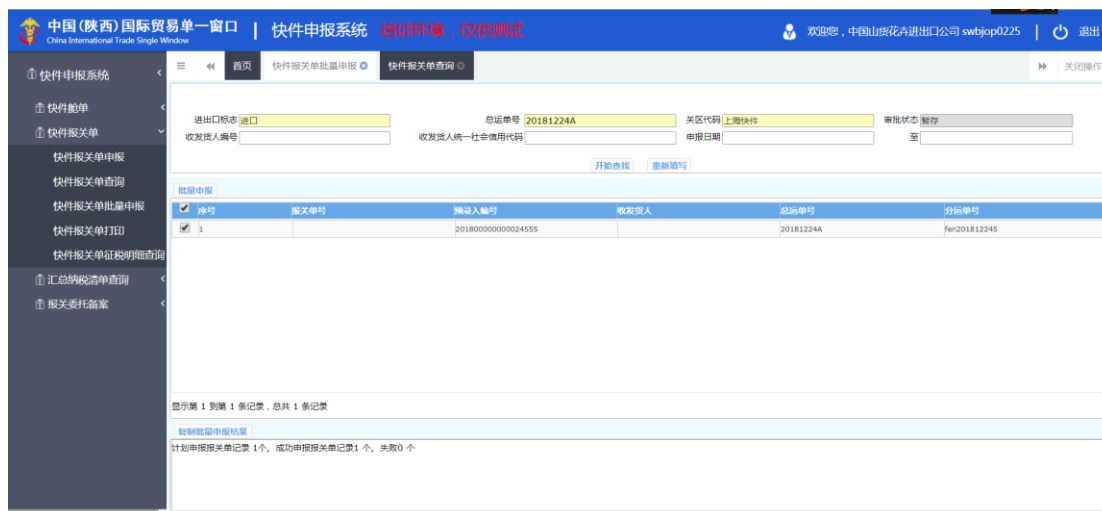 中国(陕西)国际贸易单一窗口 | 快件申报系统 培训环境，仅供测试 欢迎您，中国山货花卉进出口公司 swbjop0225 | 退出
China International Trade Single Window
快件申报系统
首页 快件报关单批量申报 快件报关单查询 关闭操作
快件舱单
快件报关单
快件报关单申报
快件报关单查询
快件报关单批量申报
快件报关单打印
快件报关单征税明细查询
汇总纳税清单查询
报关委托备案
进出口标志 进口 总运单号 20181224A 关区代码 上海快件 审批状态 暂存
收发货人编号 收发货人统一社会信用代码 申报日期 至
开始查找 重新填写
批量申报
序号 报关单号 预录入编号 收发货人 总运单号 分运单号
1 201800000000024555 20181224A fen201812245
显示第 1 到第 1 条记录，总共 1 条记录
复制批量申报结果
计划申报报关单记录 1个，成功申报报关单记录1 个，失败0 个